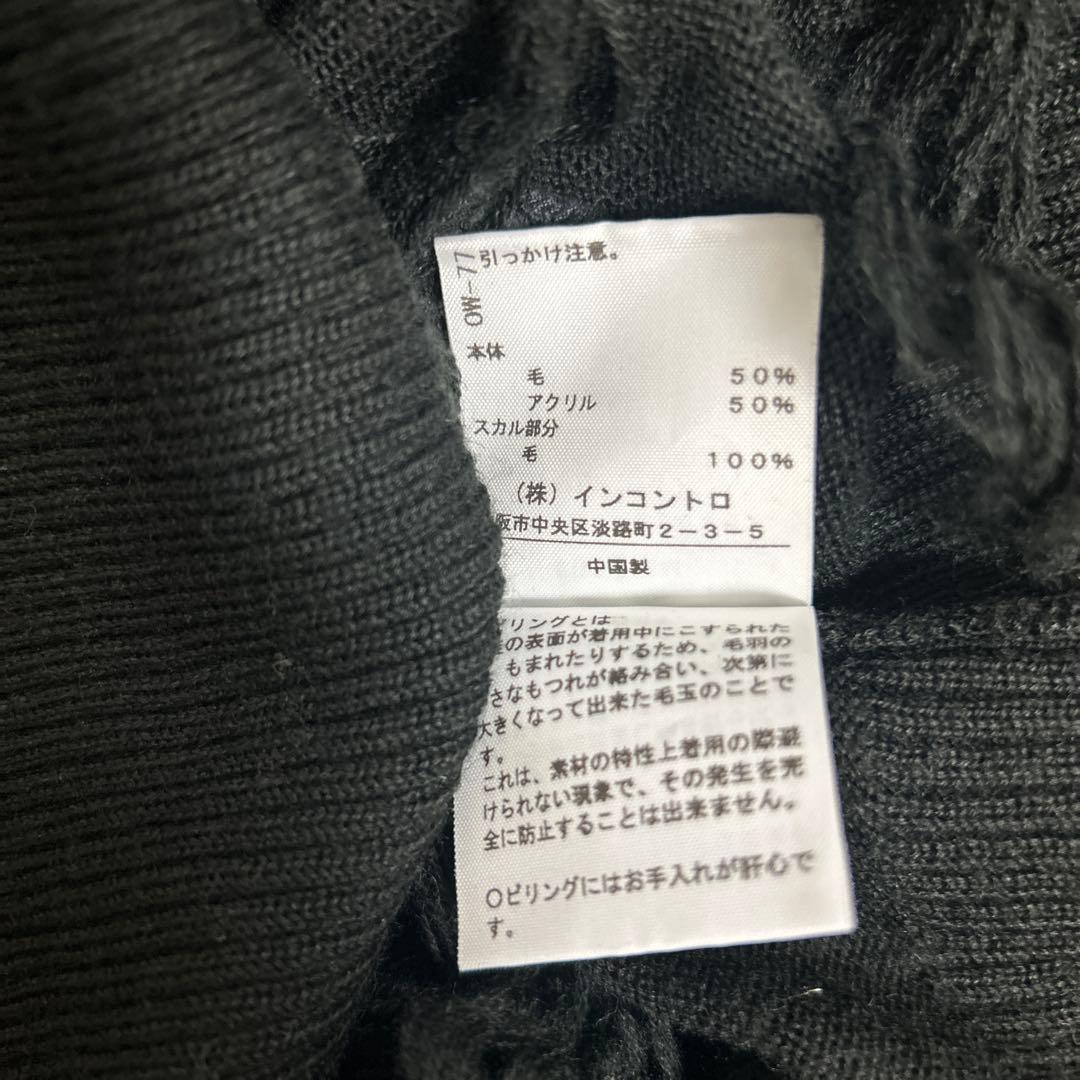 引っかけ注意。
OW-77
本体
毛 50%
アクリル 50%
スカル部分
毛 100%
(株)インコントロ
阪市中央区淡路町2-3-5
中国製
リングとは
の表面が着用中にこすられた
もまれたりするため、毛羽の
さなもつれが絡み合い、次第に
大きくなって出来た毛玉のことで
す。
これは、素材の特性上着用の際避
けられない現象で、その発生を完
全に防止することは出来ません。
○ピリングにはお手入れが肝心で
す。